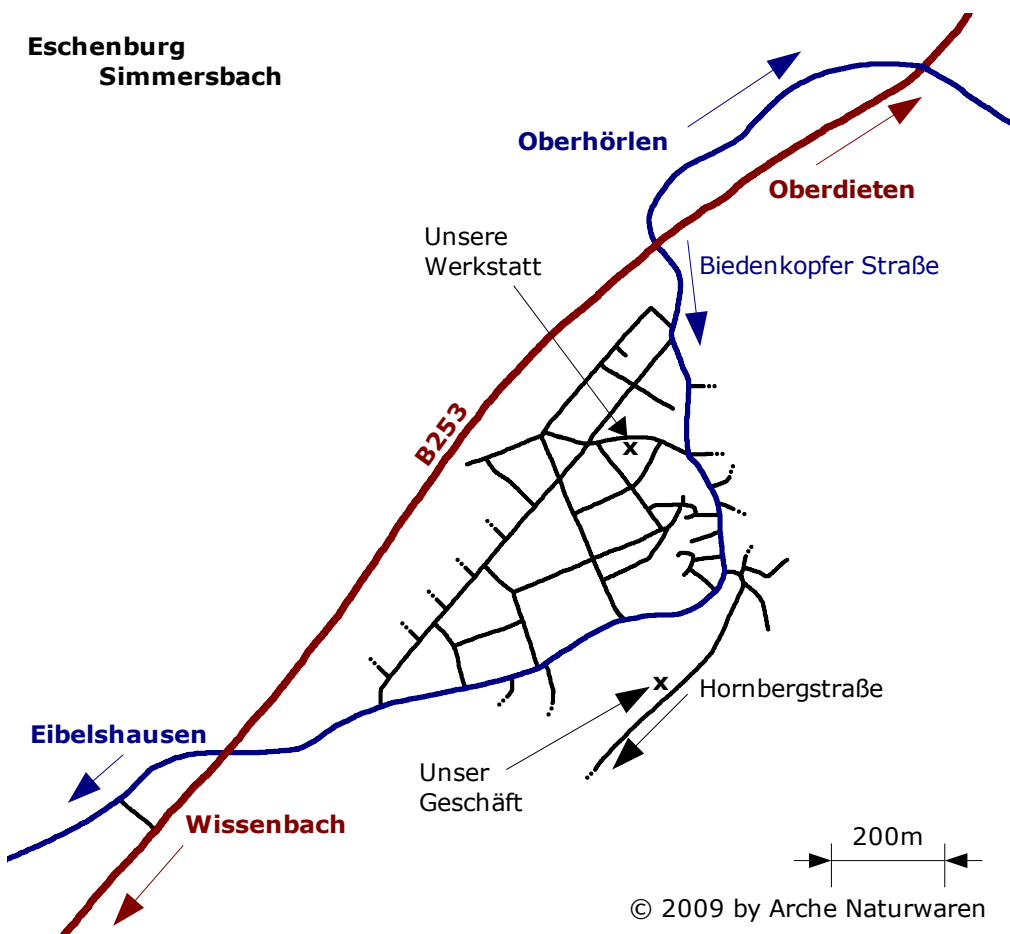 Eschenburg
Simmersbach
Oberhörlen
Oberdieten
Unsere
Werkstatt
Biedenkopfer Straße
B253
x
x
Hornbergstraße
Eibelshausen
Unser
Geschäft
Wissenbach
200m
© 2009 by Arche Naturwaren